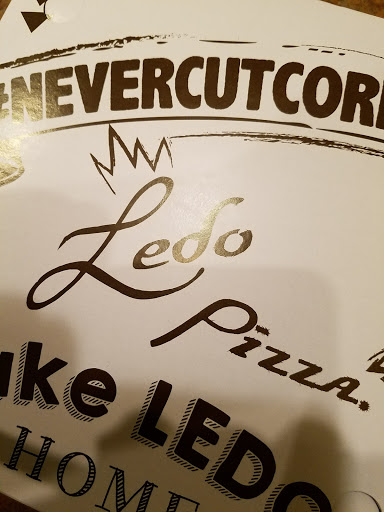 #NEVERCUTCOR
Ledo
Pizza.
ake LEDO
HOME